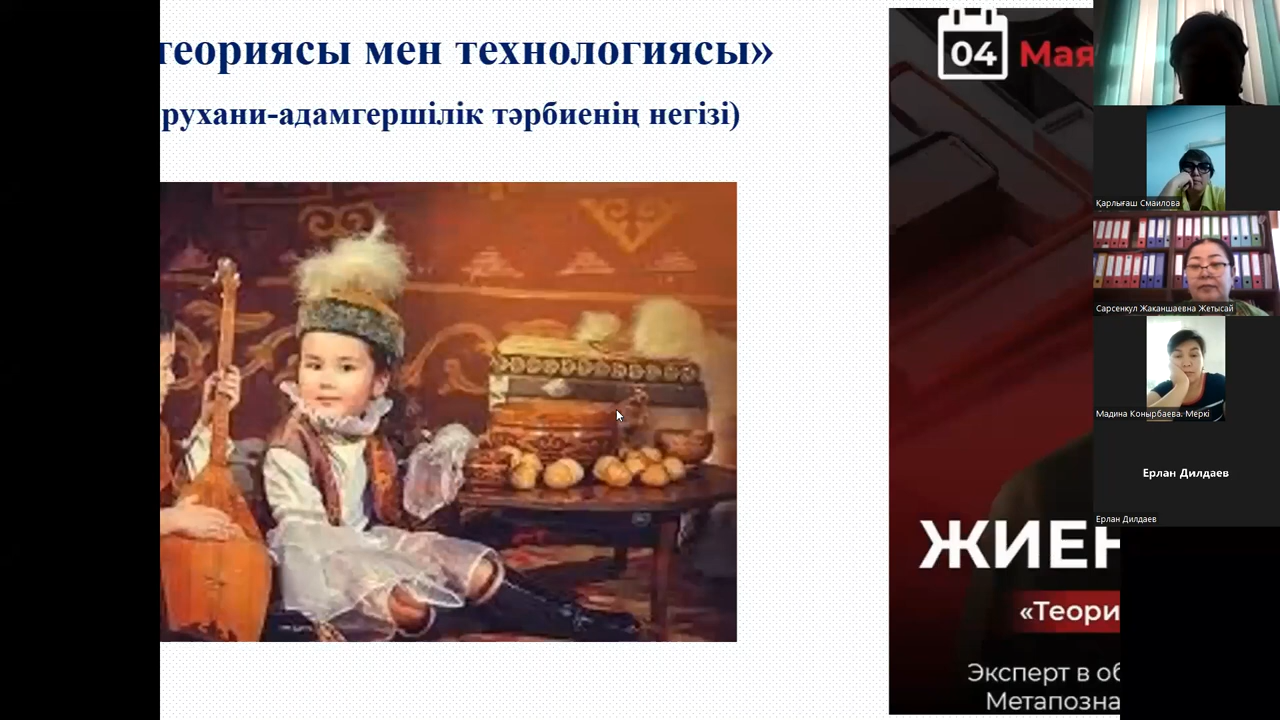 теориясы мен технологиясы»
рухани-адамгершілік тәрбиенің негізі)
04
Мая
ЖИЕН
«Теори
Эксперт в об
Метапозна
Қарлығаш Смаилова
Сарсенкул Жаканшаевна Жетысай
Мадина Конырбаева. Меркі
Ерлан Дилдаев
Ерлан Дилдаев